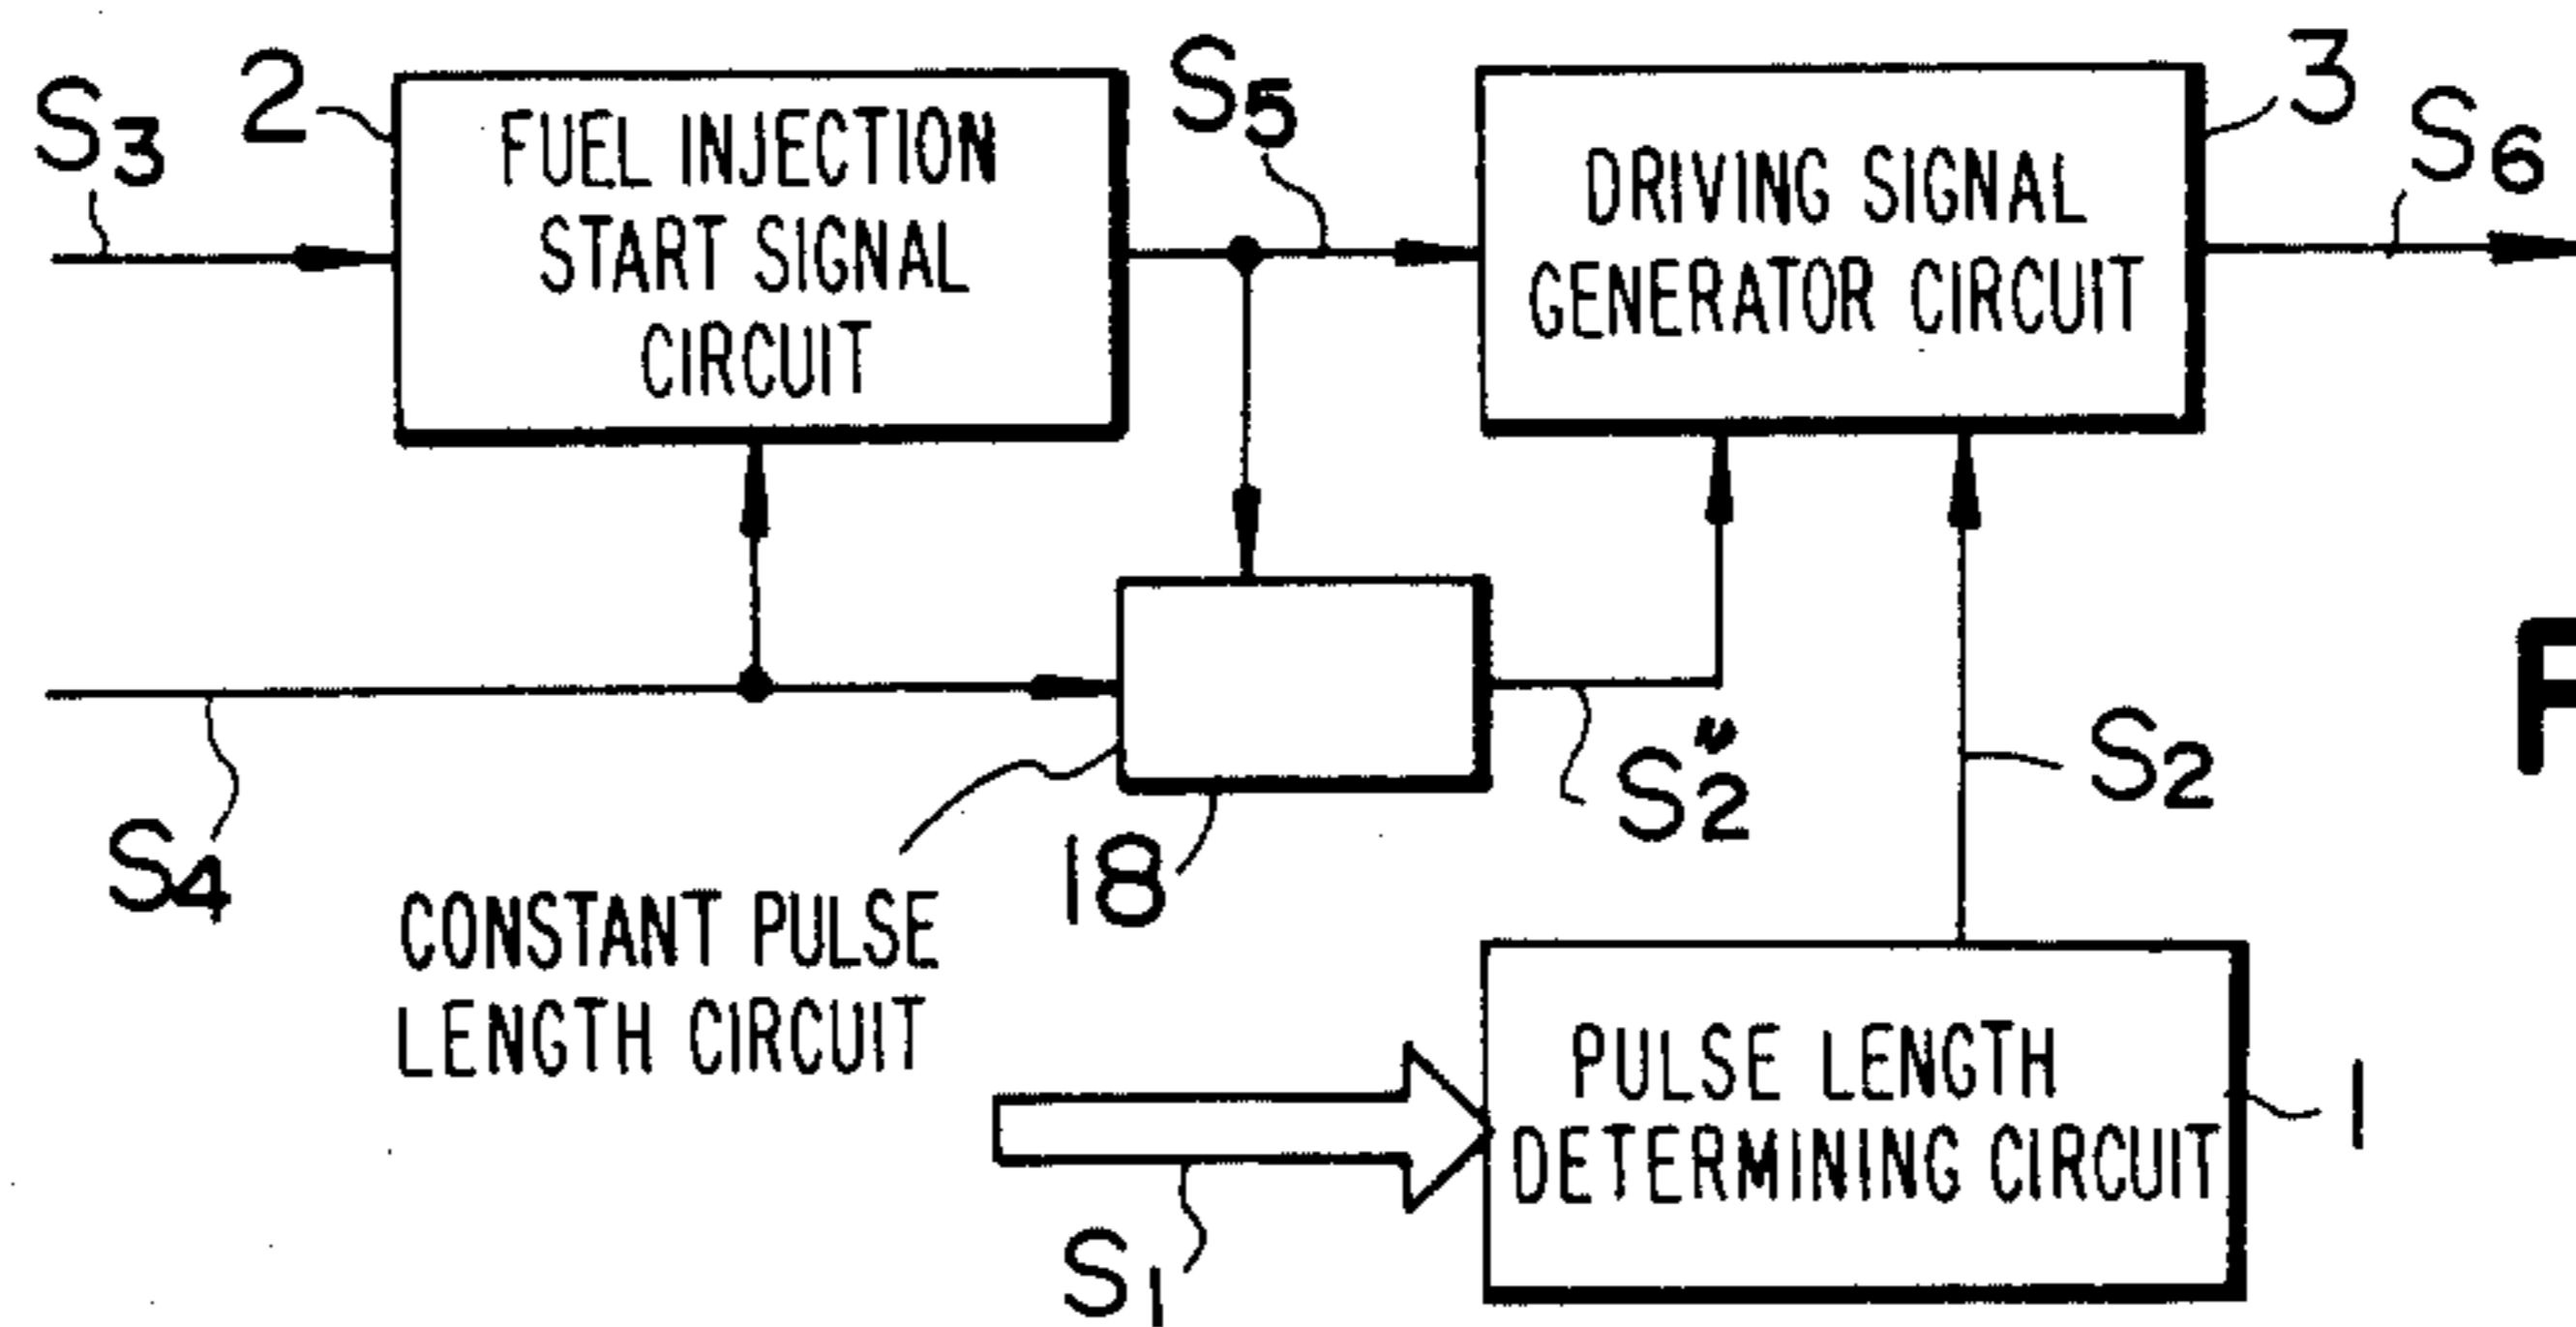 S3
2
FUEL INJECTION
START SIGNAL
CIRCUIT
S5
DRIVING SIGNAL
GENERATOR CIRCUIT
3
S6
S4
CONSTANT PULSE
LENGTH CIRCUIT
18
S2"
S2
F
PULSE LENGTH
DETERMINING CIRCUIT
1
S1